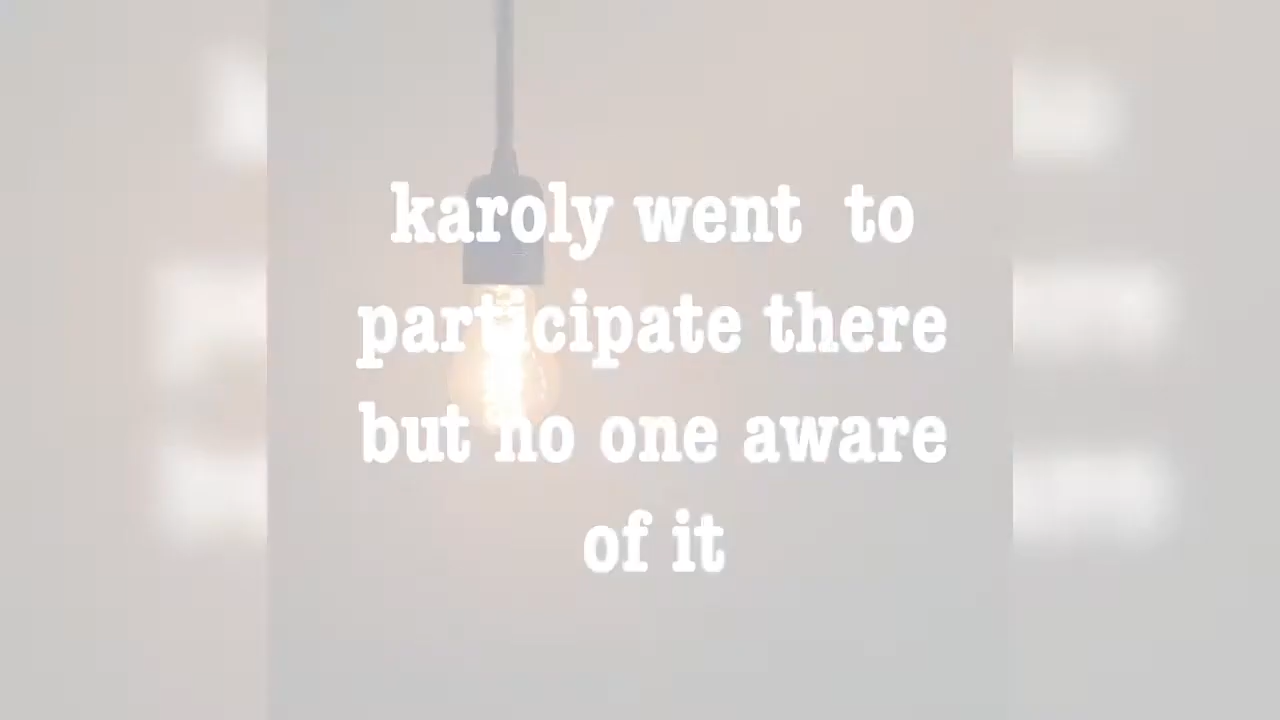 karoly went  to
participate there
but no one aware
of it